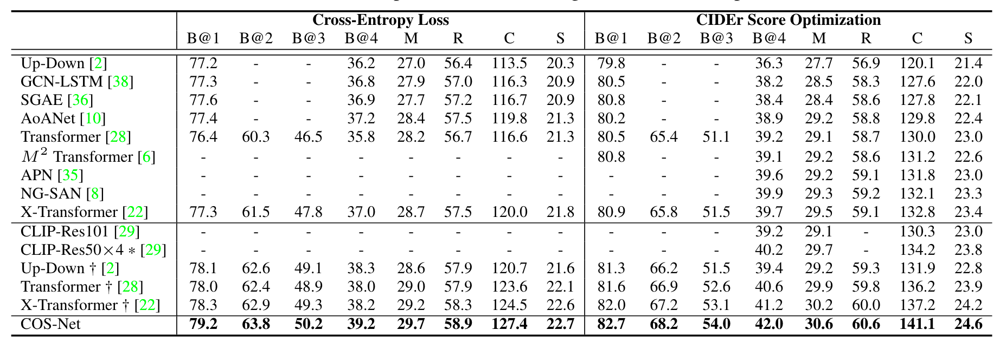 Cross-Entropy Loss CIDEr Score Optimization
B@1 B@2 B@3 B@4 M R C S B@1 B@2 B@3 B@4 M R C S
Up-Down [2] 77.2 - - 36.2 27.0 56.4 113.5 20.3 79.8 - - 36.3 27.7 56.9 120.1 21.4
GCN-LSTM [38] 77.3 - - 36.8 27.9 57.0 116.3 20.9 80.5 - - 38.2 28.5 58.3 127.6 22.0
SGAE [36] 77.6 - - 36.9 27.7 57.2 116.7 20.9 80.8 - - 38.4 28.4 58.6 127.8 22.1
AoANet [10] 77.4 - - 37.2 28.4 57.5 119.8 21.3 80.2 - - 38.9 29.2 58.8 129.8 22.4
Transformer [28] 76.4 60.3 46.5 35.8 28.2 56.7 116.6 21.3 80.5 65.4 51.1 39.2 29.1 58.7 130.0 23.0
M² Transformer [6] - - - - - - - - 80.8 - - 39.1 29.2 58.6 131.2 22.6
APN [35] - - - - - - - - - - - 39.6 29.2 59.1 131.8 23.0
NG-SAN [8] - - - - - - - - - - - 39.9 29.3 59.2 132.1 23.3
X-Transformer [22] 77.3 61.5 47.8 37.0 28.7 57.5 120.0 21.8 80.9 65.8 51.5 39.7 29.5 59.1 132.8 23.4
CLIP-Res101 [29] - - - - - - - - - - - 39.2 29.1 - 130.3 23.0
CLIP-Res50×4 * [29] - - - - - - - - - - - 40.2 29.7 - 134.2 23.8
Up-Down † [2] 78.1 62.6 49.1 38.3 28.6 57.9 120.7 21.6 81.3 66.2 51.5 39.4 29.2 59.3 131.9 22.8
Transformer † [28] 78.0 62.4 48.9 38.0 29.0 57.9 123.6 22.1 81.6 66.9 52.6 40.6 29.9 59.8 136.2 23.9
X-Transformer † [22] 78.3 62.9 49.3 38.2 29.2 58.3 124.5 22.6 82.0 67.2 53.1 41.2 30.2 60.0 137.2 24.2
COS-Net 79.2 63.8 50.2 39.2 29.7 58.9 127.4 22.7 82.7 68.2 54.0 42.0 30.6 60.6 141.1 24.6